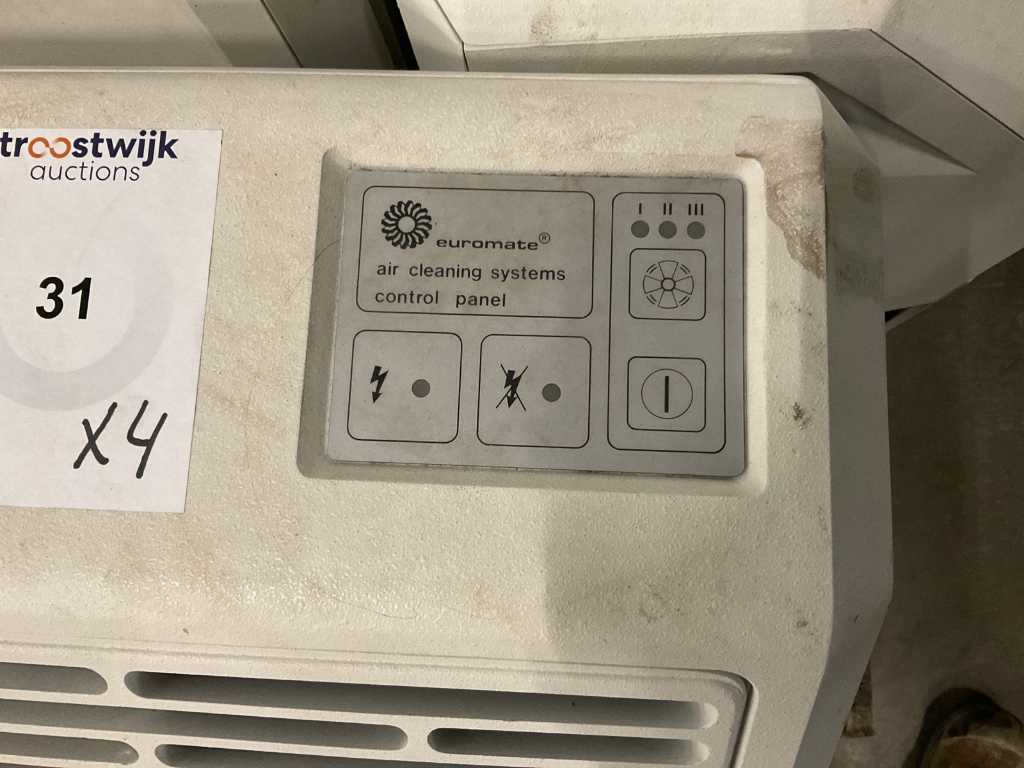 troostwijk
auctions
31
X4
euromate®
air cleaning systems
control panel
I II III